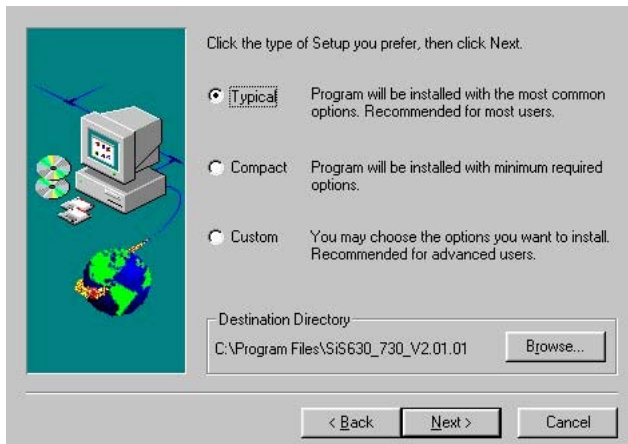 Click the type of Setup you prefer, then click Next.
Typical
Program will be installed with the most common
options. Recommended for most users.
Compact
Program will be installed with minimum required
options.
Custom
You may choose the options you want to install.
Recommended for advanced users.
Destination Directory
C:\Program Files\SiS630_730_V2.01.01
Browse...
< Back
Next >
Cancel